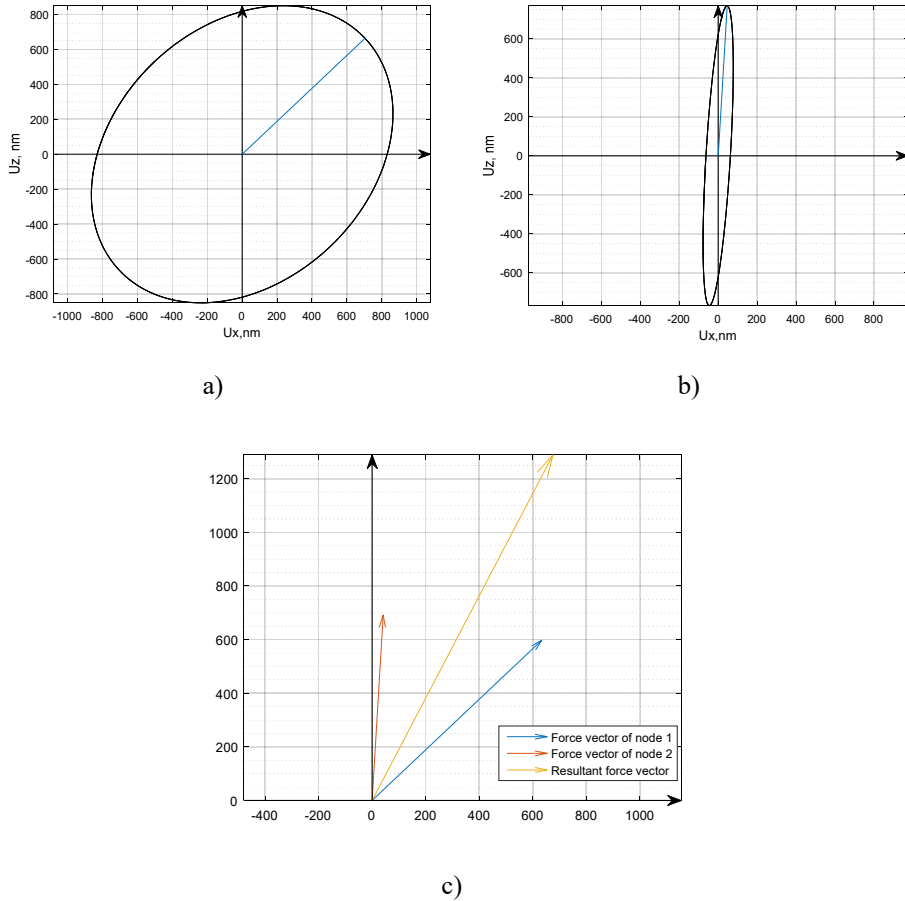 800
600
400
200
0
-200
-400
-600
-800
Uz, nm
-1000 -800 -600 -400 -200 0 200 400 600 800 1000
Ux,nm
a)
600
400
200
0
-200
-400
-600
Uz, nm
-800 -600 -400 -200 0 200 400 600 800
Ux,nm
b)
1200
1000
800
600
400
200
0
-400 -200 0 200 400 600 800 1000
Force vector of node 1
Force vector of node 2
Resultant force vector
c)